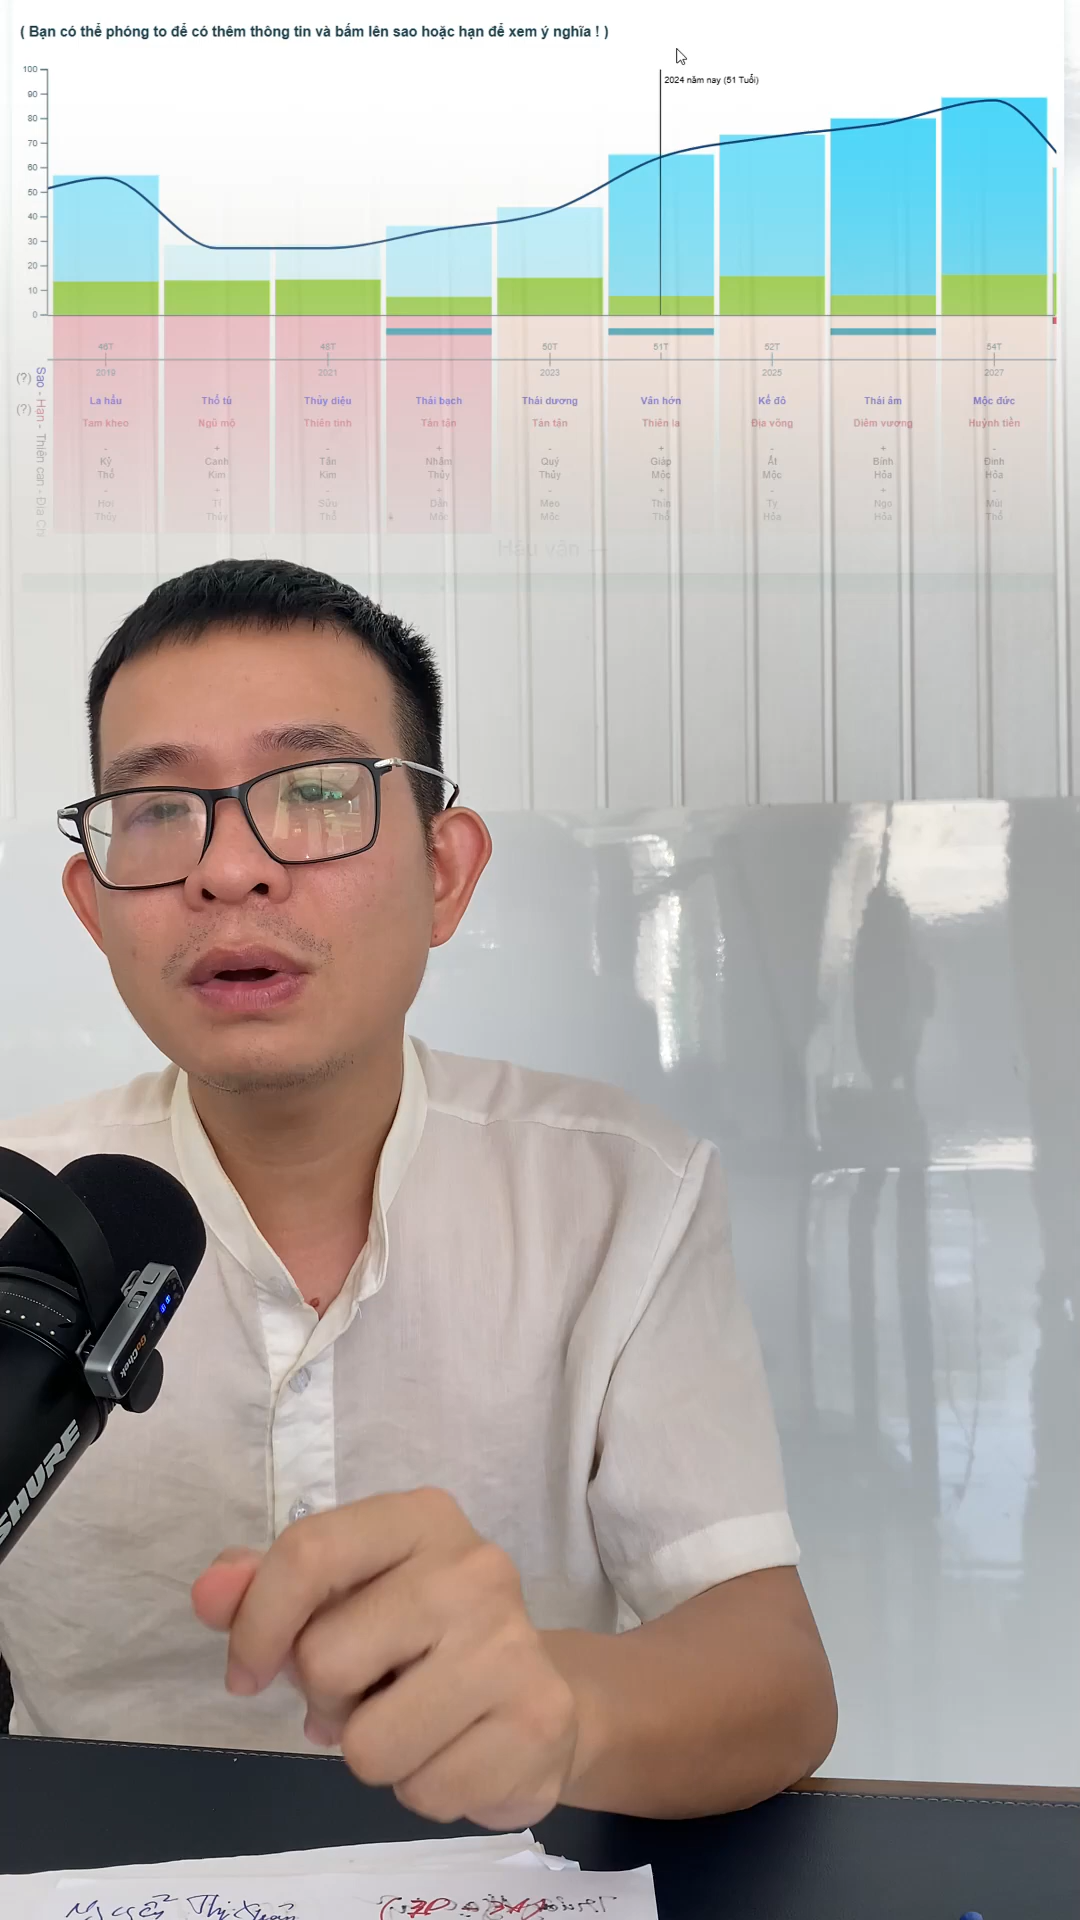 ( Bạn có thể phóng to để có thêm thông tin và bấm lên sao hoặc hạn để xem ý nghĩa ! )
2024 năm nay (51 Tuổi)
100
90
80
70
60
50
40
30
20
10
0
46T 48T 50T 51T 52T 54T
2019 2021 2023 2025 2027
(?)
(?)
Sao - Hạn - Thiên can - Địa Chi
La hầu Thổ tú Thủy diệu Thái bạch Thái dương Vân hớn Kế đô Thái âm Mộc đức
Tam kheo Ngũ mộ Thiên tinh Tán tận Tán tận Thiên la Địa võng Diêm vương Huỳnh tiền
- + - + - + - + -
Kỷ Canh Tân Nhâm Quý Giáp Ất Bính Đinh
Thổ Kim Kim Thủy Thủy Mộc Mộc Hỏa Hỏa
- + - + - + - + -
Hợi Tí Sửu Dần Mẹo Thìn Tỵ Ngọ Mùi
Thủy Thủy Thổ Mộc Mộc Thổ Hỏa Hỏa Thổ
Hậu vận
GoChek
SHURE